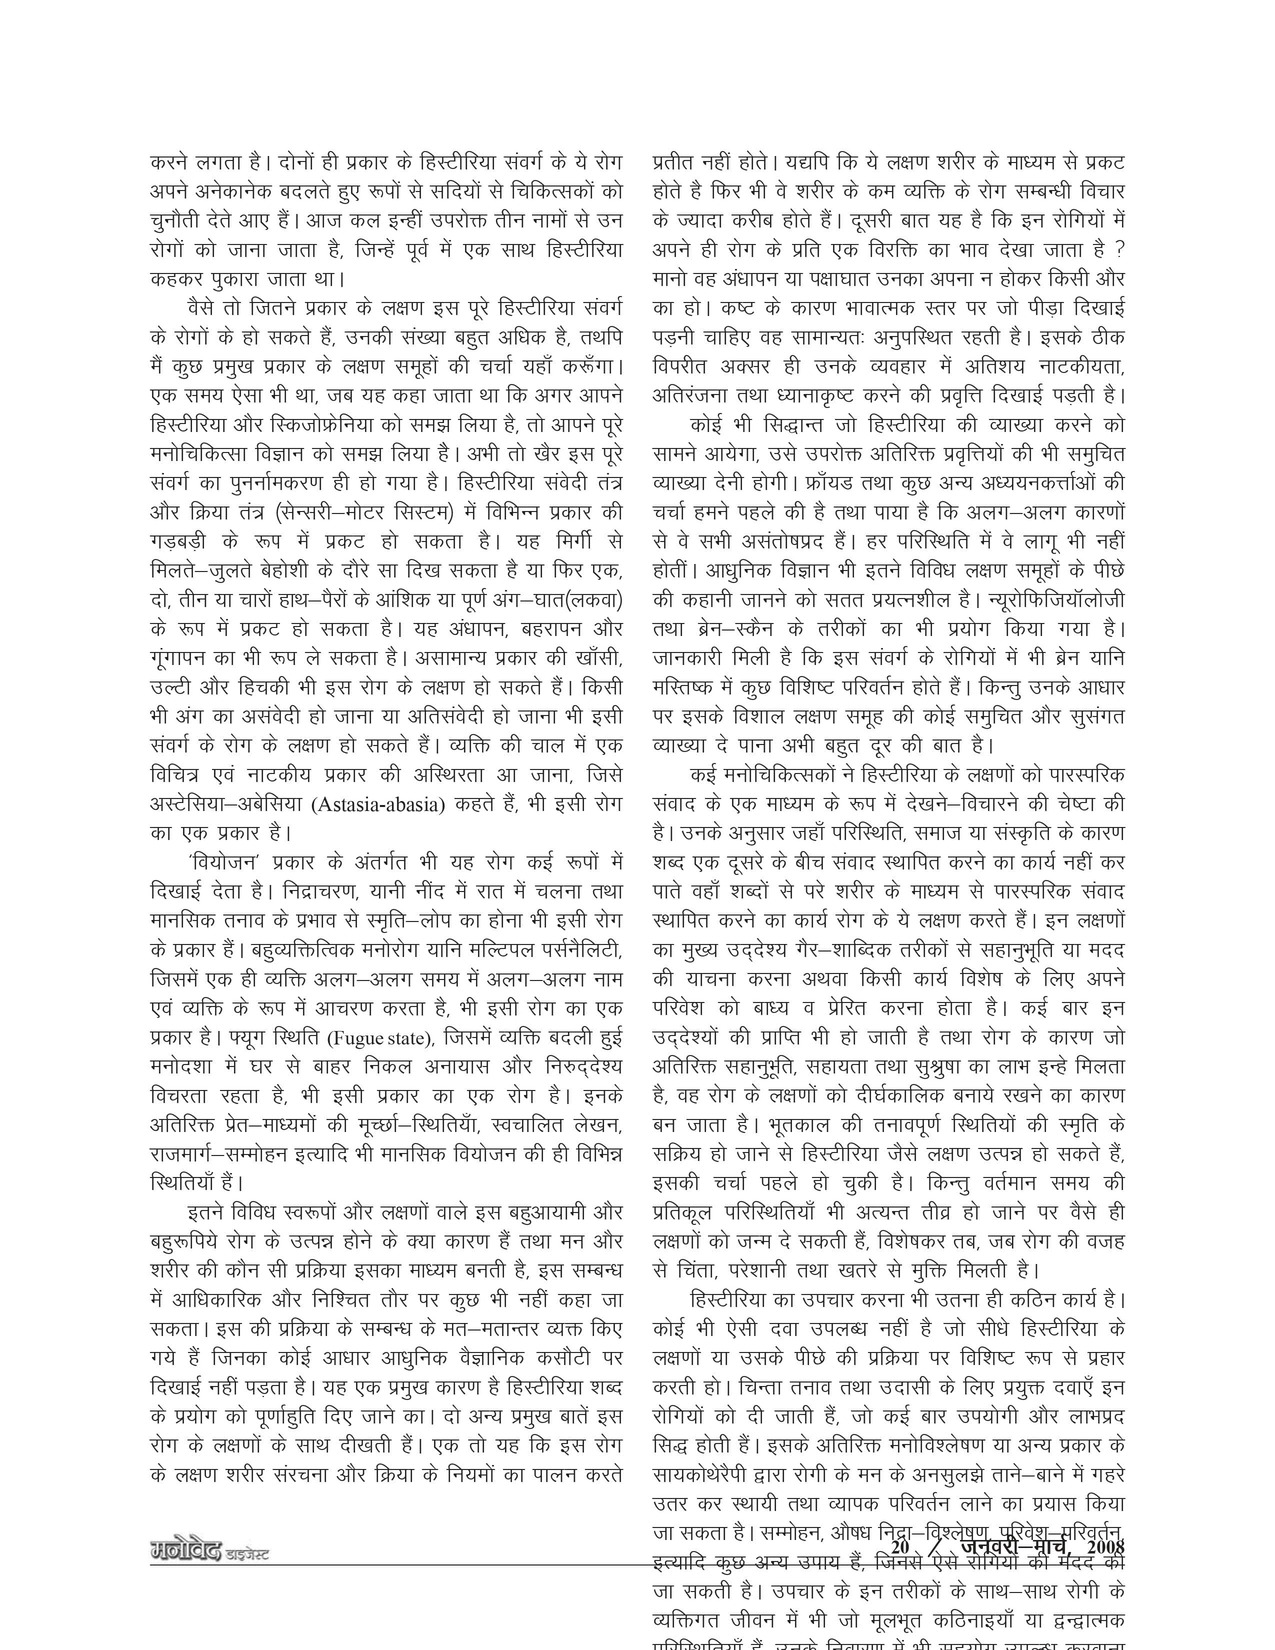 करने लगता है। दोनों ही प्रकार के हिस्टीरिया संवर्ग के ये रोग
अपने अनेकानेक बदलते हुए रूपों से सदियों से चिकित्सकों को
चुनौती देते आए हैं। आज कल इन्हीं उपरोक्त तीन नामों से उन
रोगों को जाना जाता है, जिन्हें पूर्व में एक साथ हिस्टीरिया
कहकर पुकारा जाता था।
वैसे तो जितने प्रकार के लक्षण इस पूरे हिस्टीरिया संवर्ग
के रोगों के हो सकते हैं, उनकी संख्या बहुत अधिक है, तथपि
मैं कुछ प्रमुख प्रकार के लक्षण समूहों की चर्चा यहाँ करूँगा।
एक समय ऐसा भी था, जब यह कहा जाता था कि अगर आपने
हिस्टीरिया और स्किजोफ्रेनिया को समझ लिया है, तो आपने पूरे
मनोचिकित्सा विज्ञान को समझ लिया है। अभी तो खैर इस पूरे
संवर्ग का पुनर्नामकरण ही हो गया है। हिस्टीरिया संवेदी तंत्र
और क्रिया तंत्र (सेन्सरी–मोटर सिस्टम) में विभिन्न प्रकार की
गड़बड़ी के रूप में प्रकट हो सकता है। यह मिर्गी से
मिलते–जुलते बेहोशी के दौरे सा दिख सकता है या फिर एक,
दो, तीन या चारों हाथ–पैरों के आंशिक या पूर्ण अंग–घात(लकवा)
के रूप में प्रकट हो सकता है। यह अंधापन, बहरापन और
गूंगापन का भी रूप ले सकता है। असामान्य प्रकार की खाँसी,
उल्टी और हिचकी भी इस रोग के लक्षण हो सकते हैं। किसी
भी अंग का असंवेदी हो जाना या अतिसंवेदी हो जाना भी इसी
संवर्ग के रोग के लक्षण हो सकते हैं। व्यक्ति की चाल में एक
विचित्र एवं नाटकीय प्रकार की अस्थिरता आ जाना, जिसे
अस्टेसिया–अबेसिया (Astasia-abasia) कहते हैं, भी इसी रोग
का एक प्रकार है।
'वियोजन' प्रकार के अंतर्गत भी यह रोग कई रूपों में
दिखाई देता है। निद्राचरण, यानी नींद में रात में चलना तथा
मानसिक तनाव के प्रभाव से स्मृति–लोप का होना भी इसी रोग
के प्रकार हैं। बहुव्यक्तित्विक मनोरोग यानि मल्टिपल पर्सनैलिटी,
जिसमें एक ही व्यक्ति अलग–अलग समय में अलग–अलग नाम
एवं व्यक्ति के रूप में आचरण करता है, भी इसी रोग का एक
प्रकार है। फ्यूग स्थिति (Fugue state), जिसमें व्यक्ति बदली हुई
मनोदशा में घर से बाहर निकल अनायास और निरुद्देश्य
विचरता रहता है, भी इसी प्रकार का एक रोग है। इनके
अतिरिक्त प्रेत–माध्यमों की मूर्च्छा–स्थितियाँ, स्वचालित लेखन,
राजमार्ग–सम्मोहन इत्यादि भी मानसिक वियोजन की ही विभिन्न
स्थितियाँ हैं।
इतने विविध स्वरूपों और लक्षणों वाले इस बहुआयामी और
बहुरूपिये रोग के उत्पन्न होने के क्या कारण हैं तथा मन और
शरीर की कौन सी प्रक्रिया इसका माध्यम बनती है, इस सम्बन्ध
में आधिकारिक और निश्चित तौर पर कुछ भी नहीं कहा जा
सकता। इस की प्रक्रिया के सम्बन्ध के मत–मतान्तर व्यक्त किए
गये हैं जिनका कोई आधार आधुनिक वैज्ञानिक कसौटी पर
दिखाई नहीं पड़ता है। यह एक प्रमुख कारण है हिस्टीरिया शब्द
के प्रयोग को पूर्णाहुति दिए जाने का। दो अन्य प्रमुख बातें इस
रोग के लक्षणों के साथ दीखती हैं। एक तो यह कि इस रोग
के लक्षण शरीर संरचना और क्रिया के नियमों का पालन करते
प्रतीत नहीं होते। यद्यपि कि ये लक्षण शरीर के माध्यम से प्रकट
होते है फिर भी वे शरीर के कम व्यक्ति के रोग सम्बन्धी विचार
के ज्यादा करीब होते हैं। दूसरी बात यह है कि इन रोगियों में
अपने ही रोग के प्रति एक विरक्ति का भाव देखा जाता है ?
मानो वह अंधापन या पक्षाघात उनका अपना न होकर किसी और
का हो। कष्ट के कारण भावात्मक स्तर पर जो पीड़ा दिखाई
पड़नी चाहिए वह सामान्यतः अनुपस्थित रहती है। इसके ठीक
विपरीत अक्सर ही उनके व्यवहार में अतिशय नाटकीयता,
अतिरंजना तथा ध्यानाकृष्ट करने की प्रवृत्ति दिखाई पड़ती है।
कोई भी सिद्धान्त जो हिस्टीरिया की व्याख्या करने को
सामने आयेगा, उसे उपरोक्त अतिरिक्त प्रवृत्तियों की भी समुचित
व्याख्या देनी होगी। फ्रॉयड तथा कुछ अन्य अध्ययनकर्त्ताओं की
चर्चा हमने पहले की है तथा पाया है कि अलग–अलग कारणों
से वे सभी असंतोषप्रद हैं। हर परिस्थिति में वे लागू भी नहीं
होतीं। आधुनिक विज्ञान भी इतने विविध लक्षण समूहों के पीछे
की कहानी जानने को सतत प्रयत्नशील है। न्यूरोफिजियॉलोजी
तथा ब्रेन–स्कैन के तरीकों का भी प्रयोग किया गया है।
जानकारी मिली है कि इस संवर्ग के रोगियों में भी ब्रेन यानि
मस्तिष्क में कुछ विशिष्ट परिवर्तन होते हैं। किन्तु उनके आधार
पर इसके विशाल लक्षण समूह की कोई समुचित और सुसंगत
व्याख्या दे पाना अभी बहुत दूर की बात है।
कई मनोचिकित्सकों ने हिस्टीरिया के लक्षणों को पारस्परिक
संवाद के एक माध्यम के रूप में देखने–विचारने की चेष्टा की
है। उनके अनुसार जहाँ परिस्थिति, समाज या संस्कृति के कारण
शब्द एक दूसरे के बीच संवाद स्थापित करने का कार्य नहीं कर
पाते वहाँ शब्दों से परे शरीर के माध्यम से पारस्परिक संवाद
स्थापित करने का कार्य रोग के ये लक्षण करते हैं। इन लक्षणों
का मुख्य उद्देश्य गैर–शाब्दिक तरीकों से सहानुभूति या मदद
की याचना करना अथवा किसी कार्य विशेष के लिए अपने
परिवेश को बाध्य व प्रेरित करना होता है। कई बार इन
उद्देश्यों की प्राप्ति भी हो जाती है तथा रोग के कारण जो
अतिरिक्त सहानुभूति, सहायता तथा सुश्रुषा का लाभ इन्हे मिलता
है, वह रोग के लक्षणों को दीर्घकालिक बनाये रखने का कारण
बन जाता है। भूतकाल की तनावपूर्ण स्थितियों की स्मृति के
सक्रिय हो जाने से हिस्टीरिया जैसे लक्षण उत्पन्न हो सकते हैं,
इसकी चर्चा पहले हो चुकी है। किन्तु वर्तमान समय की
प्रतिकूल परिस्थितियाँ भी अत्यन्त तीव्र हो जाने पर वैसे ही
लक्षणों को जन्म दे सकती हैं, विशेषकर तब, जब रोग की वजह
से चिंता, परेशानी तथा खतरे से मुक्ति मिलती है।
हिस्टीरिया का उपचार करना भी उतना ही कठिन कार्य है।
कोई भी ऐसी दवा उपलब्ध नहीं है जो सीधे हिस्टीरिया के
लक्षणों या उसके पीछे की प्रक्रिया पर विशिष्ट रूप से प्रहार
करती हो। चिन्ता तनाव तथा उदासी के लिए प्रयुक्त दवाएँ इन
रोगियों को दी जाती हैं, जो कई बार उपयोगी और लाभप्रद
सिद्ध होती हैं। इसके अतिरिक्त मनोविश्लेषण या अन्य प्रकार के
सायकोथेरैपी द्वारा रोगी के मन के अनसुलझे ताने–बाने में गहरे
उतर कर स्थायी तथा व्यापक परिवर्तन लाने का प्रयास किया
जा सकता है। सम्मोहन, औषध निद्रा–विश्लेषण, परिवेश–परिवर्तन,
इत्यादि कुछ अन्य उपाय हैं, जिनसे ऐसे रोगियों की मदद की
जा सकती है। उपचार के इन तरीकों के साथ–साथ रोगी के
व्यक्तिगत जीवन में भी जो मूलभूत कठिनाइयाँ या द्वन्द्वात्मक
परिस्थितियाँ हैं, उनके निवारण में भी सहयोग उपलब्ध करवाना
मनोवेद डाइजेस्ट
20 / जनवरी–मार्च, 2008